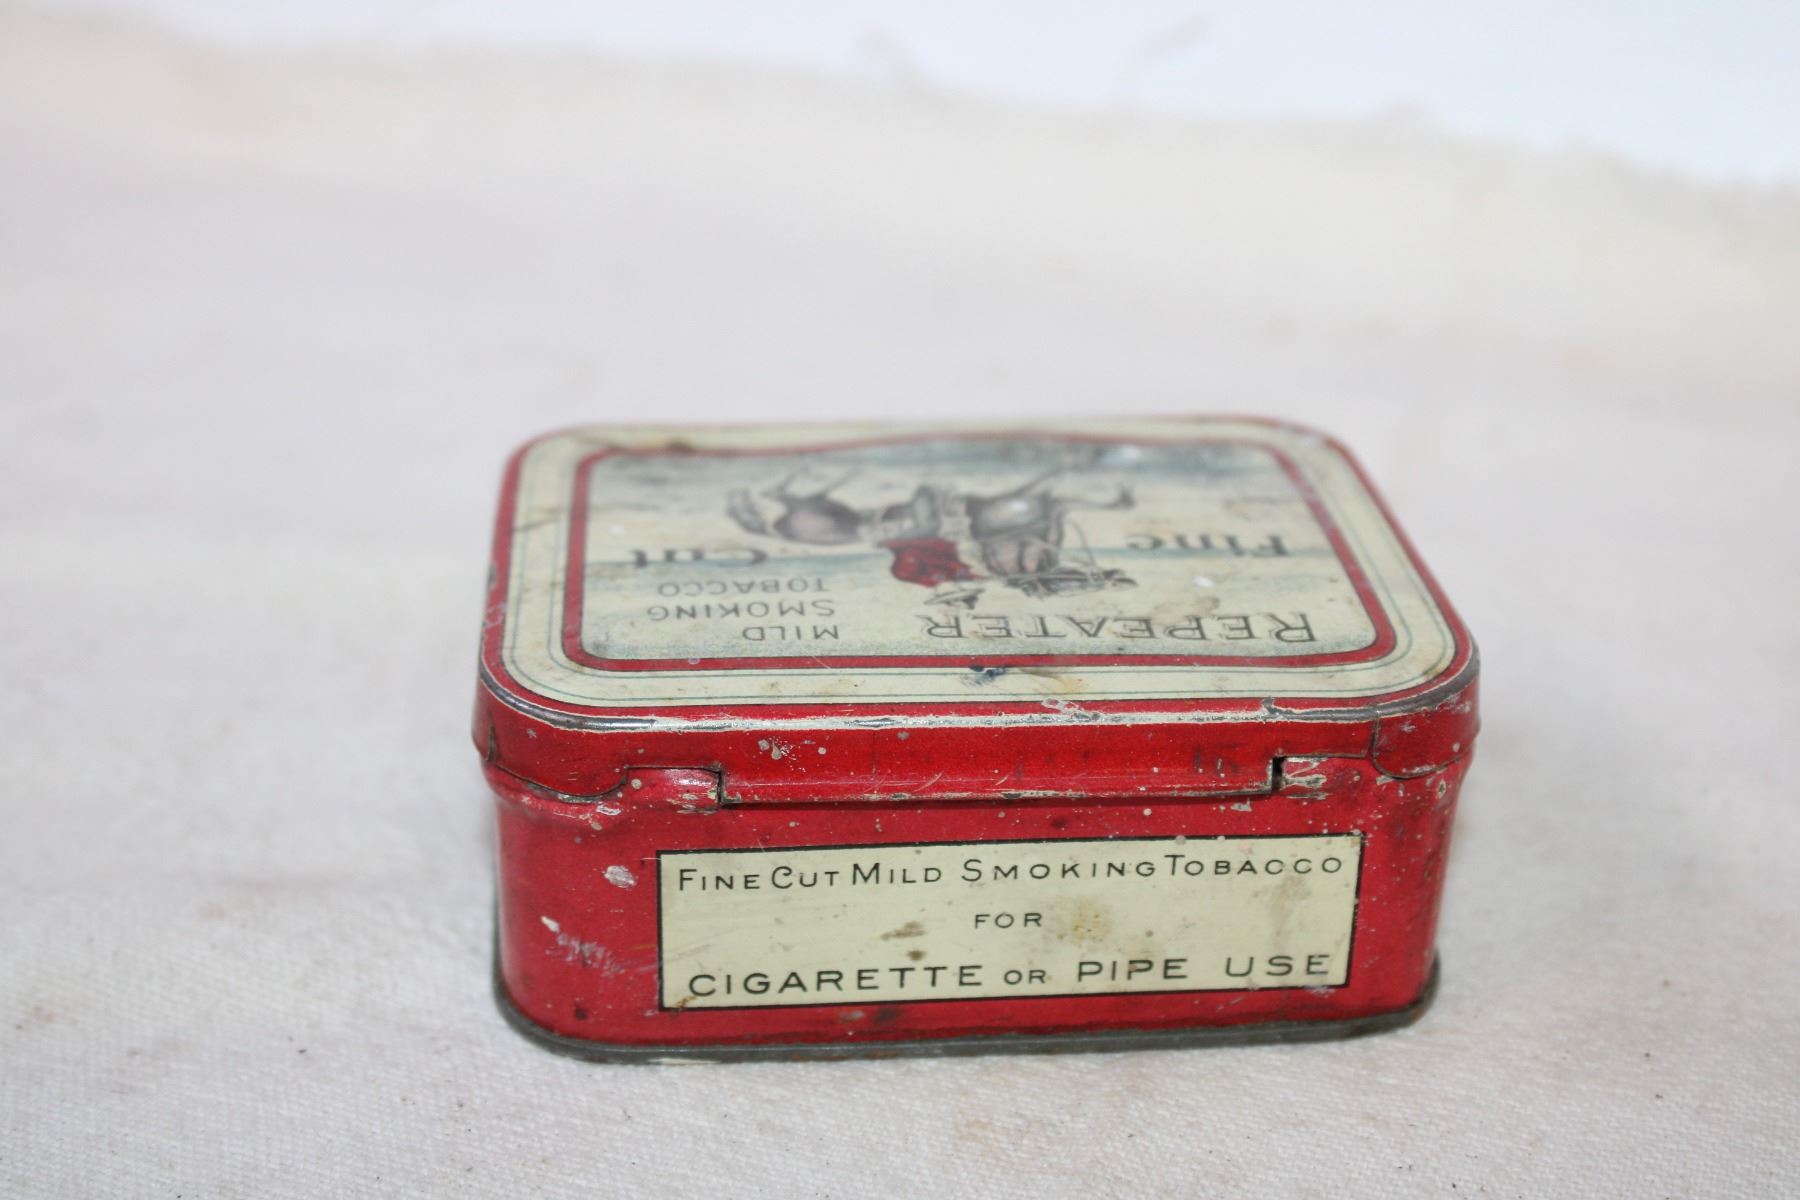 REPEATER
MILD
SMOKING
TOBACCO
Fine Cut
FINE CUT MILD SMOKING TOBACCO
FOR
CIGARETTE OR PIPE USE